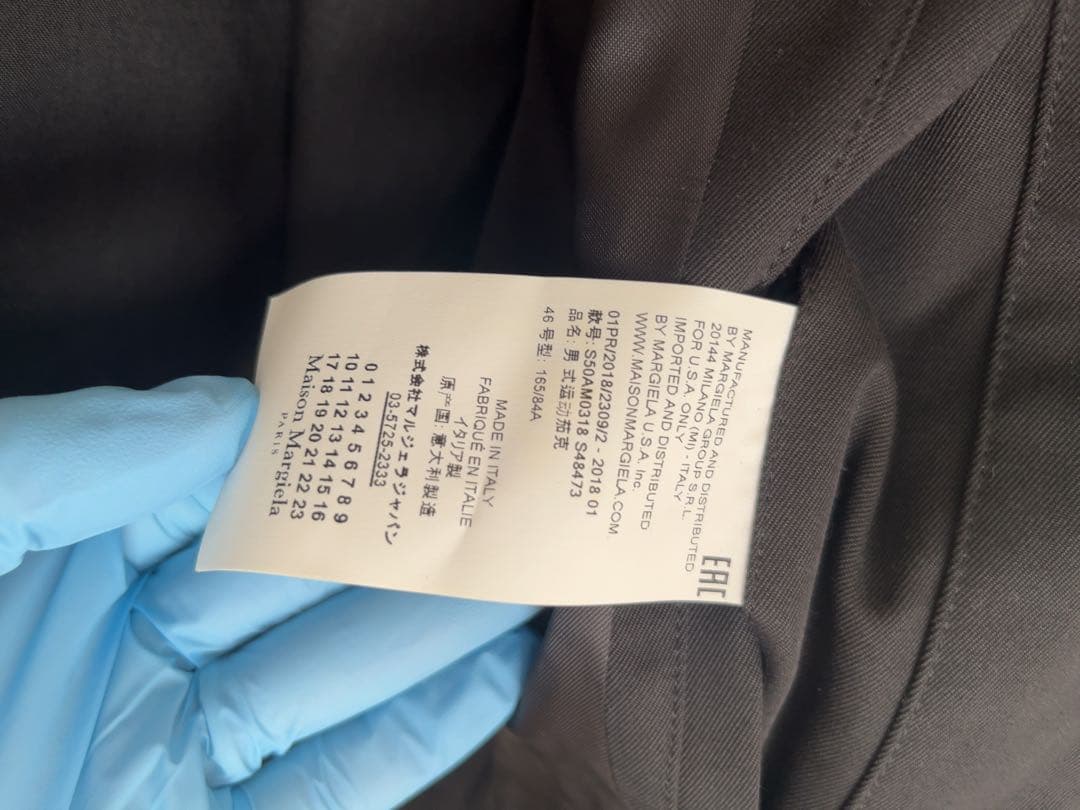 EAC
MANUFACTURED AND DISTRIBUTED
BY MARGIELA GROUP S.R.L.
20144 MILANO (MI) - ITALY
FOR U.S.A. ONLY
IMPORTED AND DISTRIBUTED
BY MARGIELA U.S.A. Inc.
WWW.MAISONMARGIELA.COM
01PR/2018/2309/2 - 2018 01
款号: S50AM0318 S48473
品名: 男 式运动茄克
46 号型: 165/84A
MADE IN ITALY
FABRIQUÉ EN ITALIE
イタリア製
原产国: 意大利製造
株式会社マルジェラジャパン
03-5725-2333
0 1 2 3 4 5 6 7 8 9
10 11 12 13 14 15 16
17 18 19 20 21 22 23
Maison Margiela
PARIS